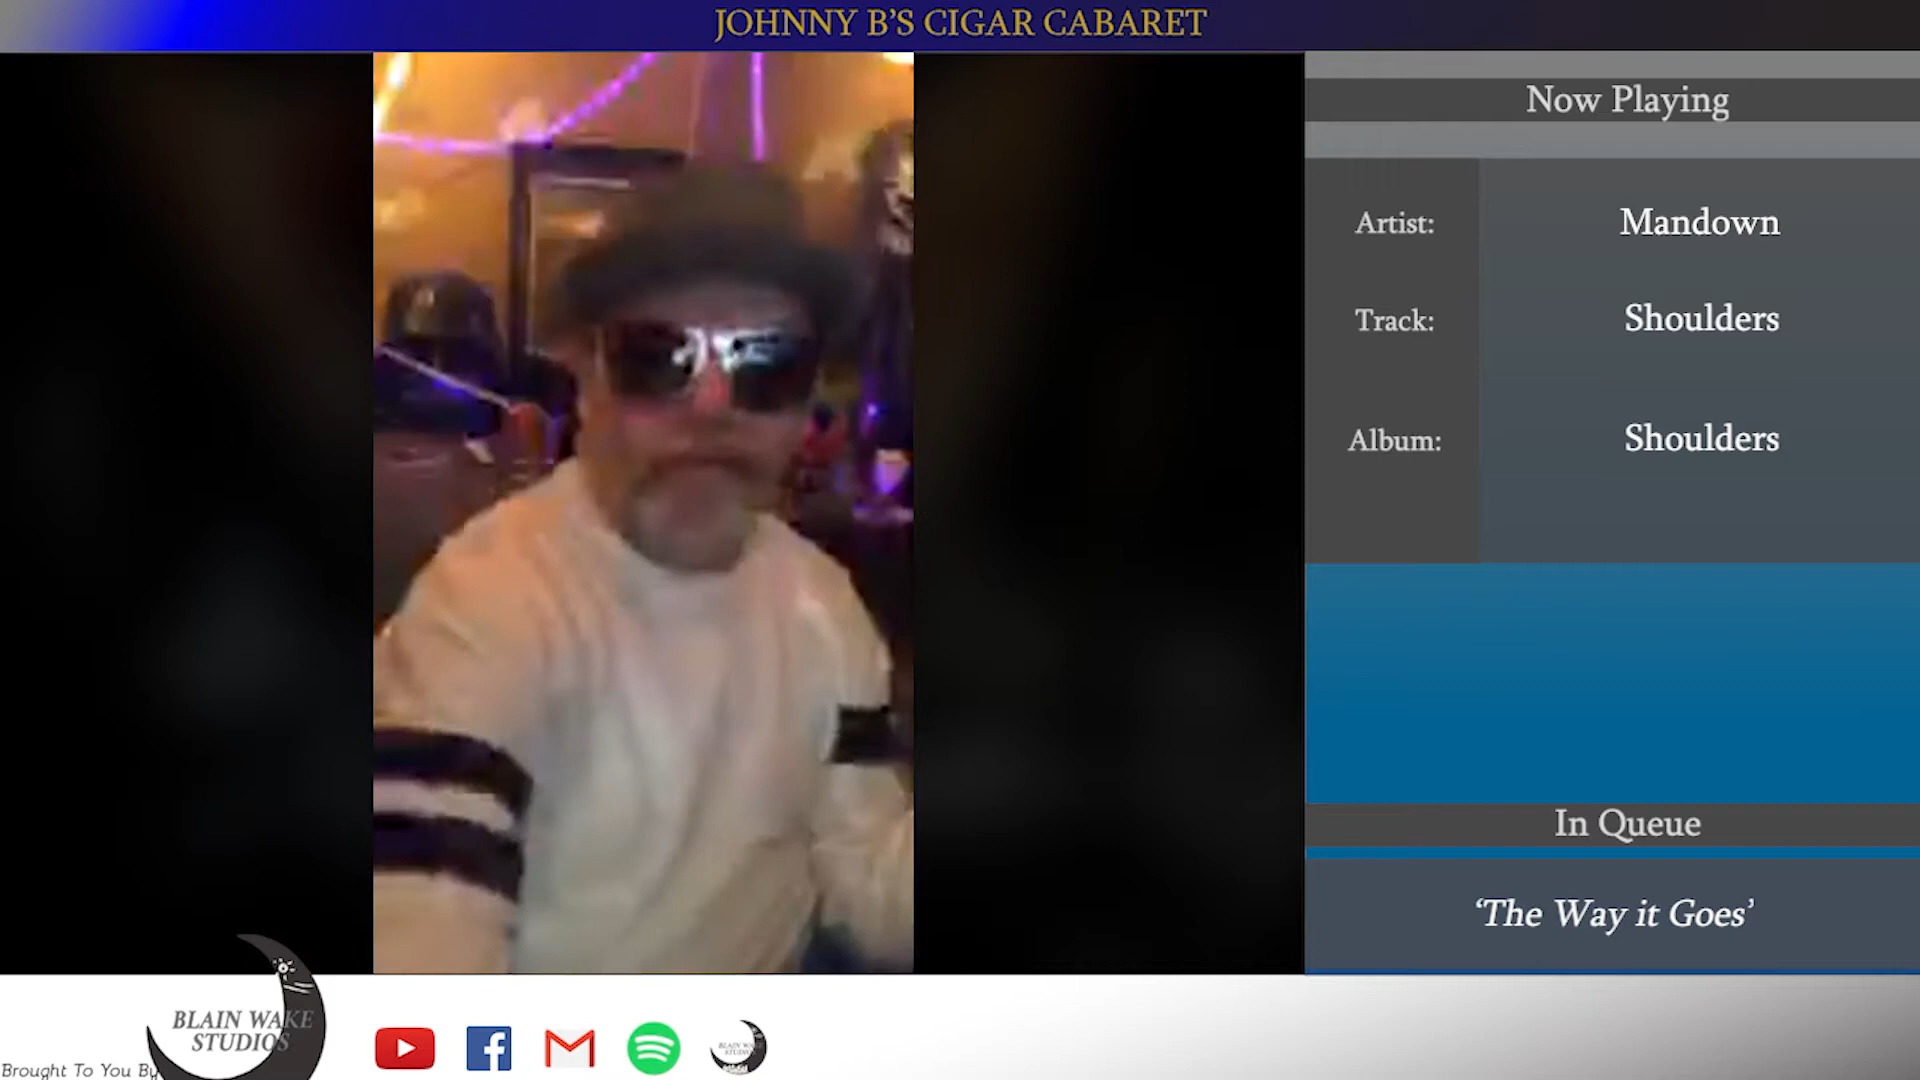 JOHNNY B'S CIGAR CABARET
Now Playing
Artist: Mandown
Track: Shoulders
Album: Shoulders
In Queue
‘The Way it Goes’
BLAIN WAKE
STUDIOS
Brought To You By